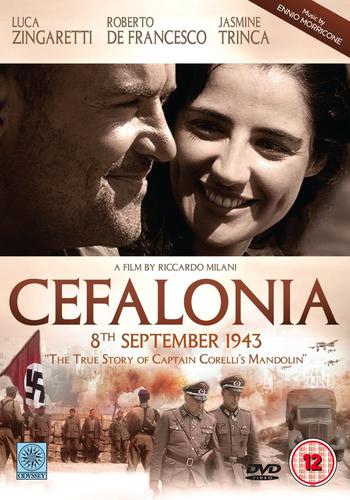 LUCA
ZINGARETTI
ROBERTO
DE FRANCESCO
JASMINE
TRINCA
Music by
ENNIO MORRICONE
A FILM BY RICCARDO MILANI
CEFALONIA
8TH SEPTEMBER 1943
"THE TRUE STORY OF CAPTAIN CORELLI'S MANDOLIN"
ODYSSEY
DVD
VIDEO
12